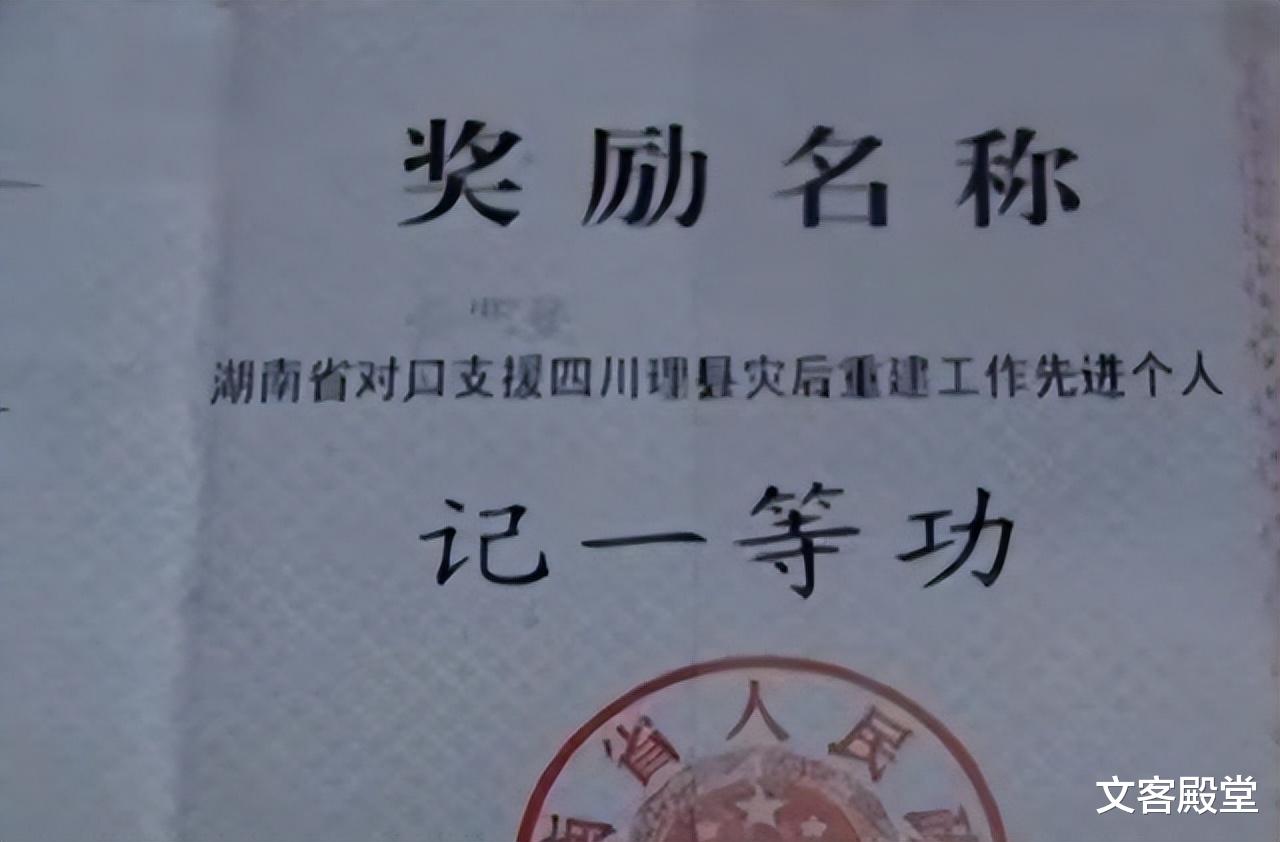 奖励名称
湖南省对口支援四川理县灾后重建工作先进个人
记一等功
省人民
文客殿堂